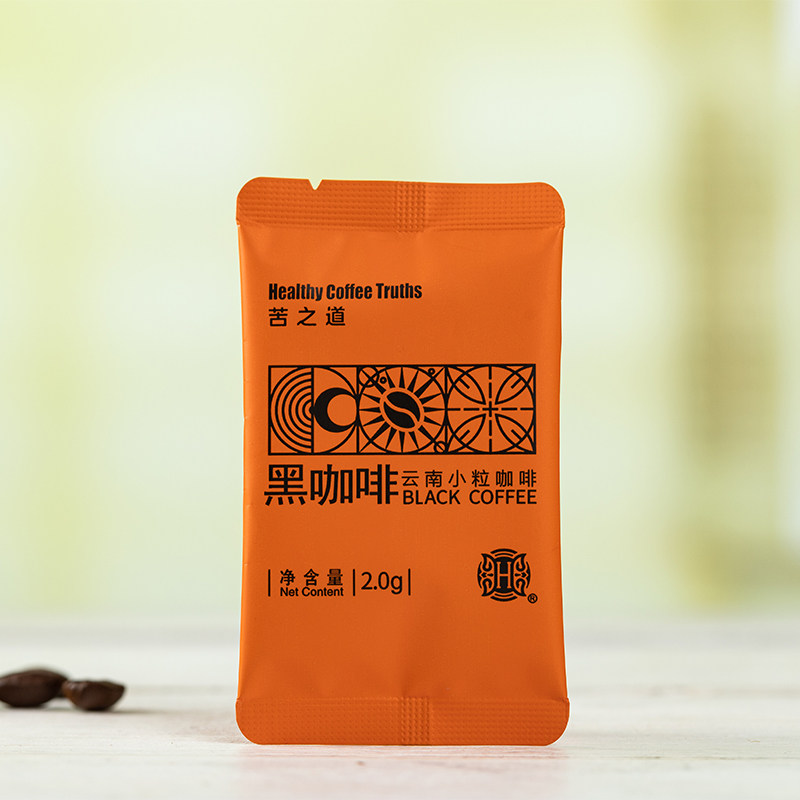 Healthy Coffee Truths
苦之道
黑咖啡 云南小粒咖啡
BLACK COFFEE
净含量 2.0g
Net Content
H ®